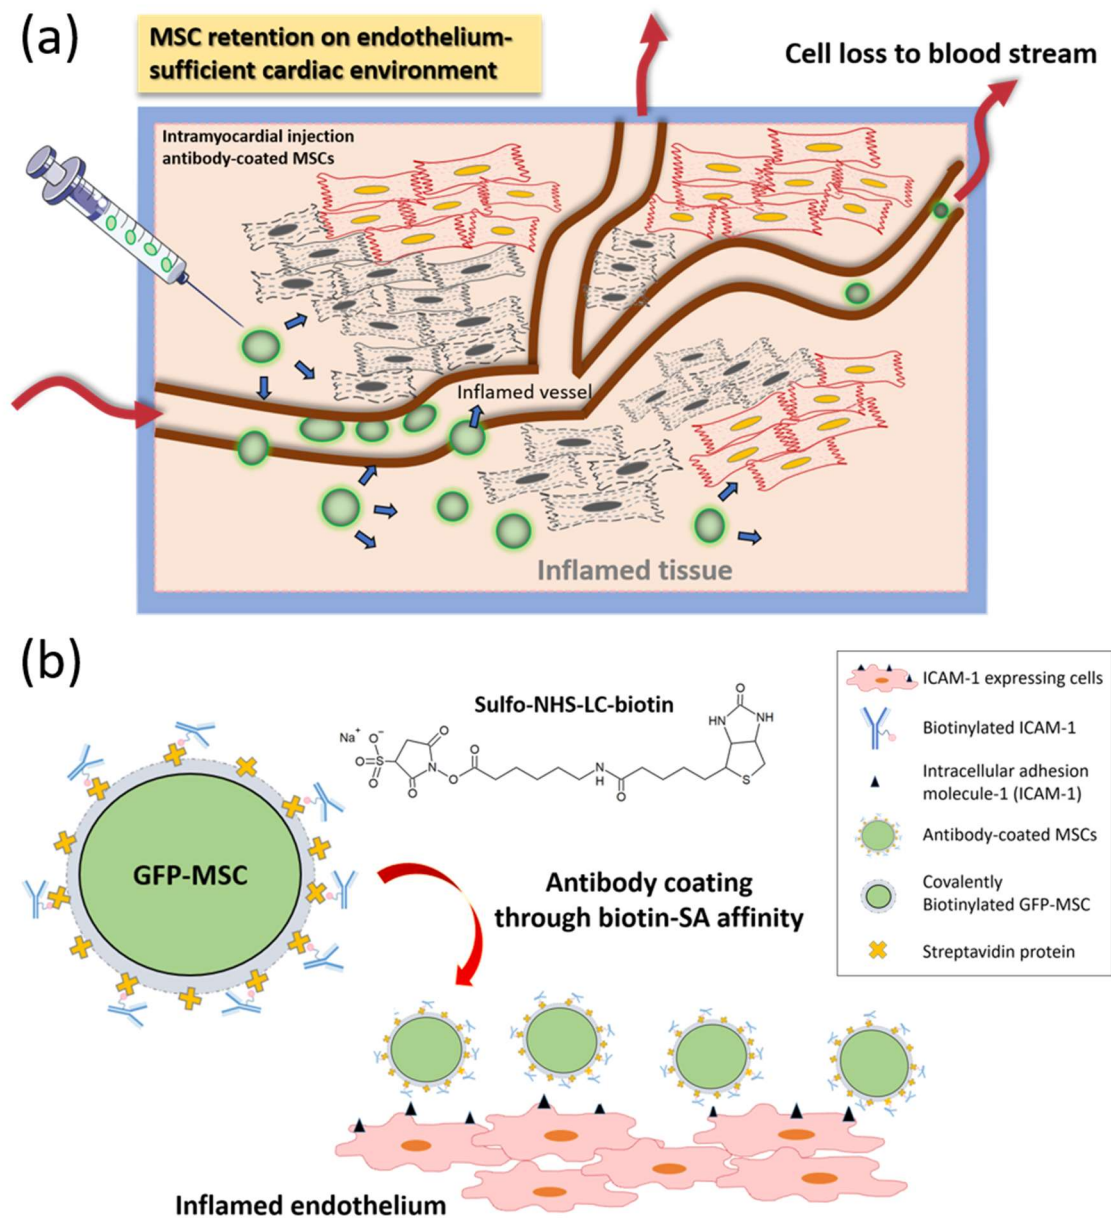 (a)
MSC retention on endothelium-
sufficient cardiac environment
Cell loss to blood stream
Intramyocardial injection
antibody-coated MSCs
Inflamed vessel
Inflamed tissue
(b)
Sulfo-NHS-LC-biotin
Na+
O
O-
S
O
O
O
N
O
O
N
H
O
S
HN
NH
O
GFP-MSC
Antibody coating
through biotin-SA affinity
Inflamed endothelium
ICAM-1 expressing cells
Biotinylated ICAM-1
Intracellular adhesion
molecule-1 (ICAM-1)
Antibody-coated MSCs
Covalently
Biotinylated GFP-MSC
Streptavidin protein